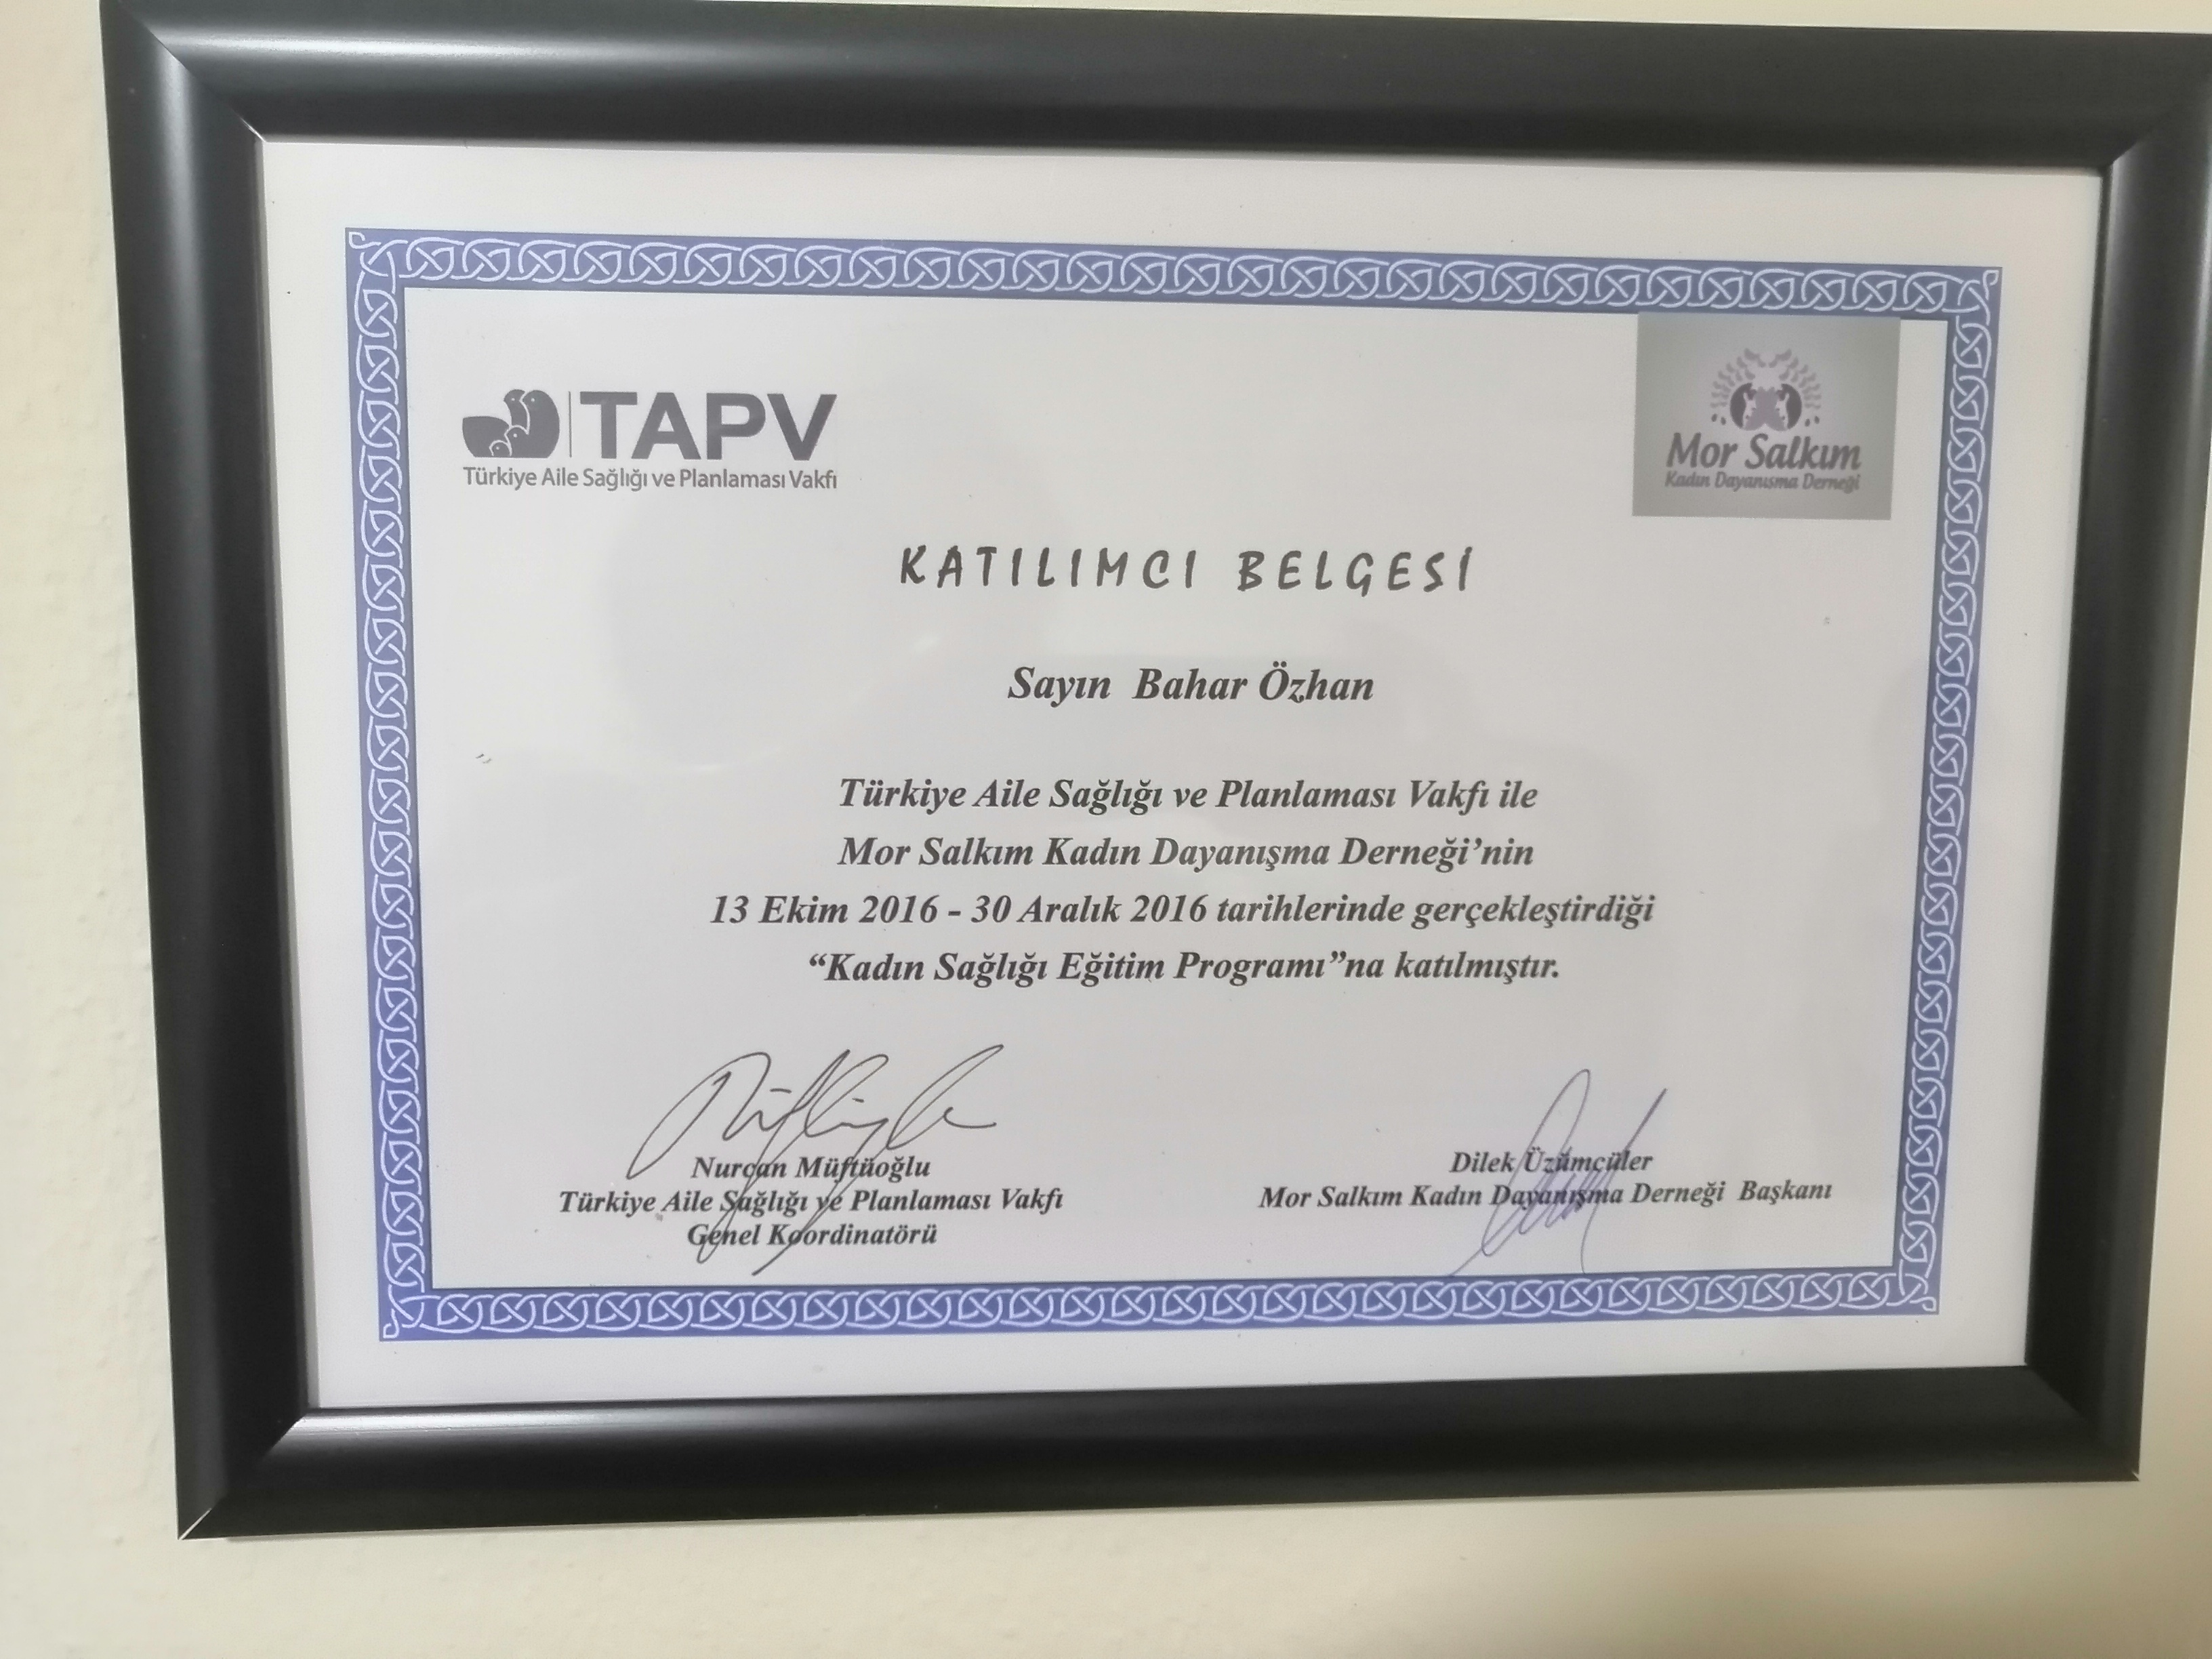 TAPV
Türkiye Aile Sağlığı ve Planlaması Vakfı
Mor Salkım
Kadın Dayanışma Derneği
KATILIMCI BELGESİ
Sayın Bahar Özhan
Türkiye Aile Sağlığı ve Planlaması Vakfı ile
Mor Salkım Kadın Dayanışma Derneği’nin
13 Ekim 2016 - 30 Aralık 2016 tarihlerinde gerçekleştirdiği
“Kadın Sağlığı Eğitim Programı”na katılmıştır.
Nurcan Müftüoğlu
Türkiye Aile Sağlığı ve Planlaması Vakfı
Genel Koordinatörü
Dilek Üzümcüler
Mor Salkım Kadın Dayanışma Derneği Başkanı